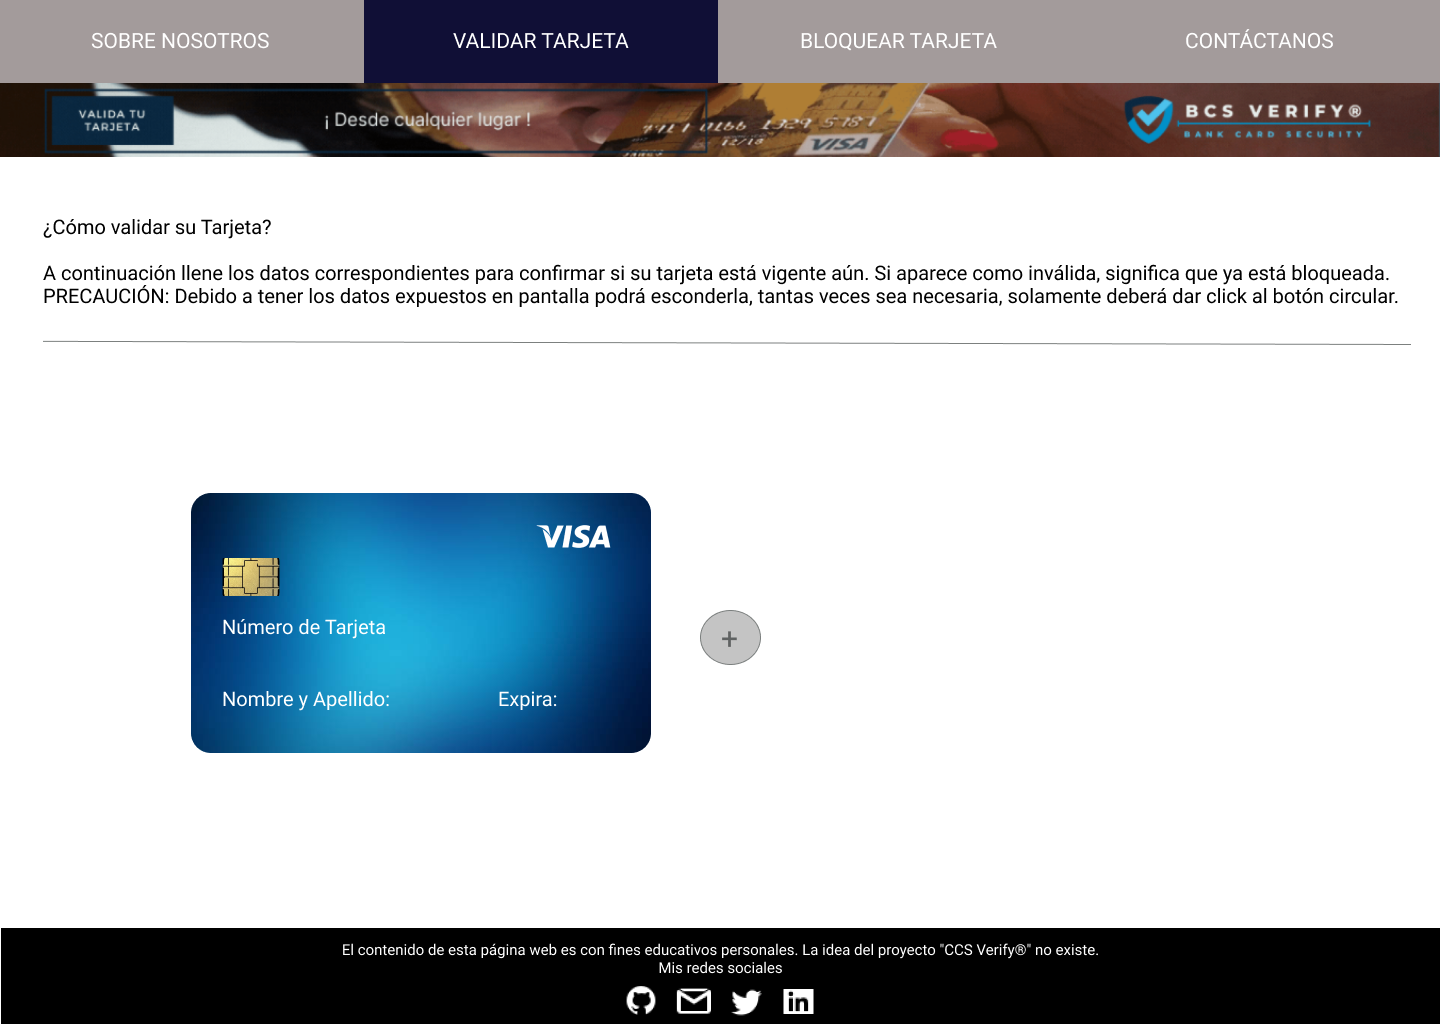 SOBRE NOSOTROS
VALIDAR TARJETA
BLOQUEAR TARJETA
CONTÁCTANOS
VALIDA TU
TARJETA
¡ Desde cualquier lugar !
12/18
VISA
BCS VERIFY®
BANK CARD SECURITY
¿Cómo validar su Tarjeta?
A continuación llene los datos correspondientes para confirmar si su tarjeta está vigente aún. Si aparece como inválida, significa que ya está bloqueada.
PRECAUCIÓN: Debido a tener los datos expuestos en pantalla podrá esconderla, tantas veces sea necesaria, solamente deberá dar click al botón circular.
VISA
Número de Tarjeta
Nombre y Apellido:
Expira:
+
El contenido de esta página web es con fines educativos personales. La idea del proyecto "CCS Verify®" no existe.
Mis redes sociales
in